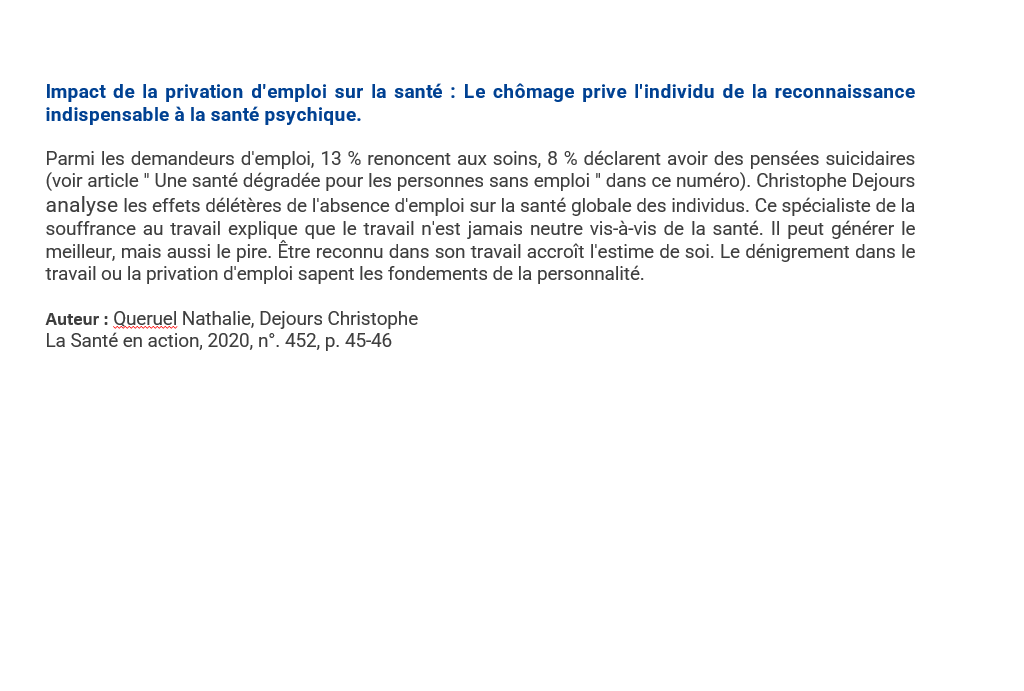 Impact de la privation d'emploi sur la santé : Le chômage prive l'individu de la reconnaissance
indispensable à la santé psychique.
Parmi les demandeurs d'emploi, 13 % renoncent aux soins, 8 % déclarent avoir des pensées suicidaires
(voir article " Une santé dégradée pour les personnes sans emploi " dans ce numéro). Christophe Dejours
analyse les effets délétères de l'absence d'emploi sur la santé globale des individus. Ce spécialiste de la
souffrance au travail explique que le travail n'est jamais neutre vis-à-vis de la santé. Il peut générer le
meilleur, mais aussi le pire. Être reconnu dans son travail accroît l'estime de soi. Le dénigrement dans le
travail ou la privation d'emploi sapent les fondements de la personnalité.
Auteur : Queruel Nathalie, Dejours Christophe
La Santé en action, 2020, n°. 452, p. 45-46